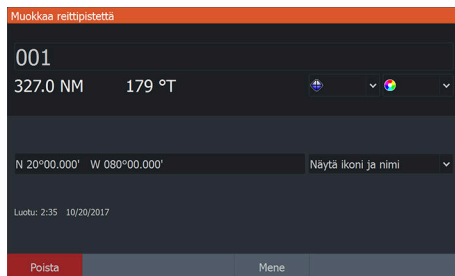 Muokkaa reittipistettä
001
327.0 NM 179 °T
N 20°00.000' W 080°00.000' Näytä ikoni ja nimi
Luotu: 2:35 10/20/2017
Poista Mene